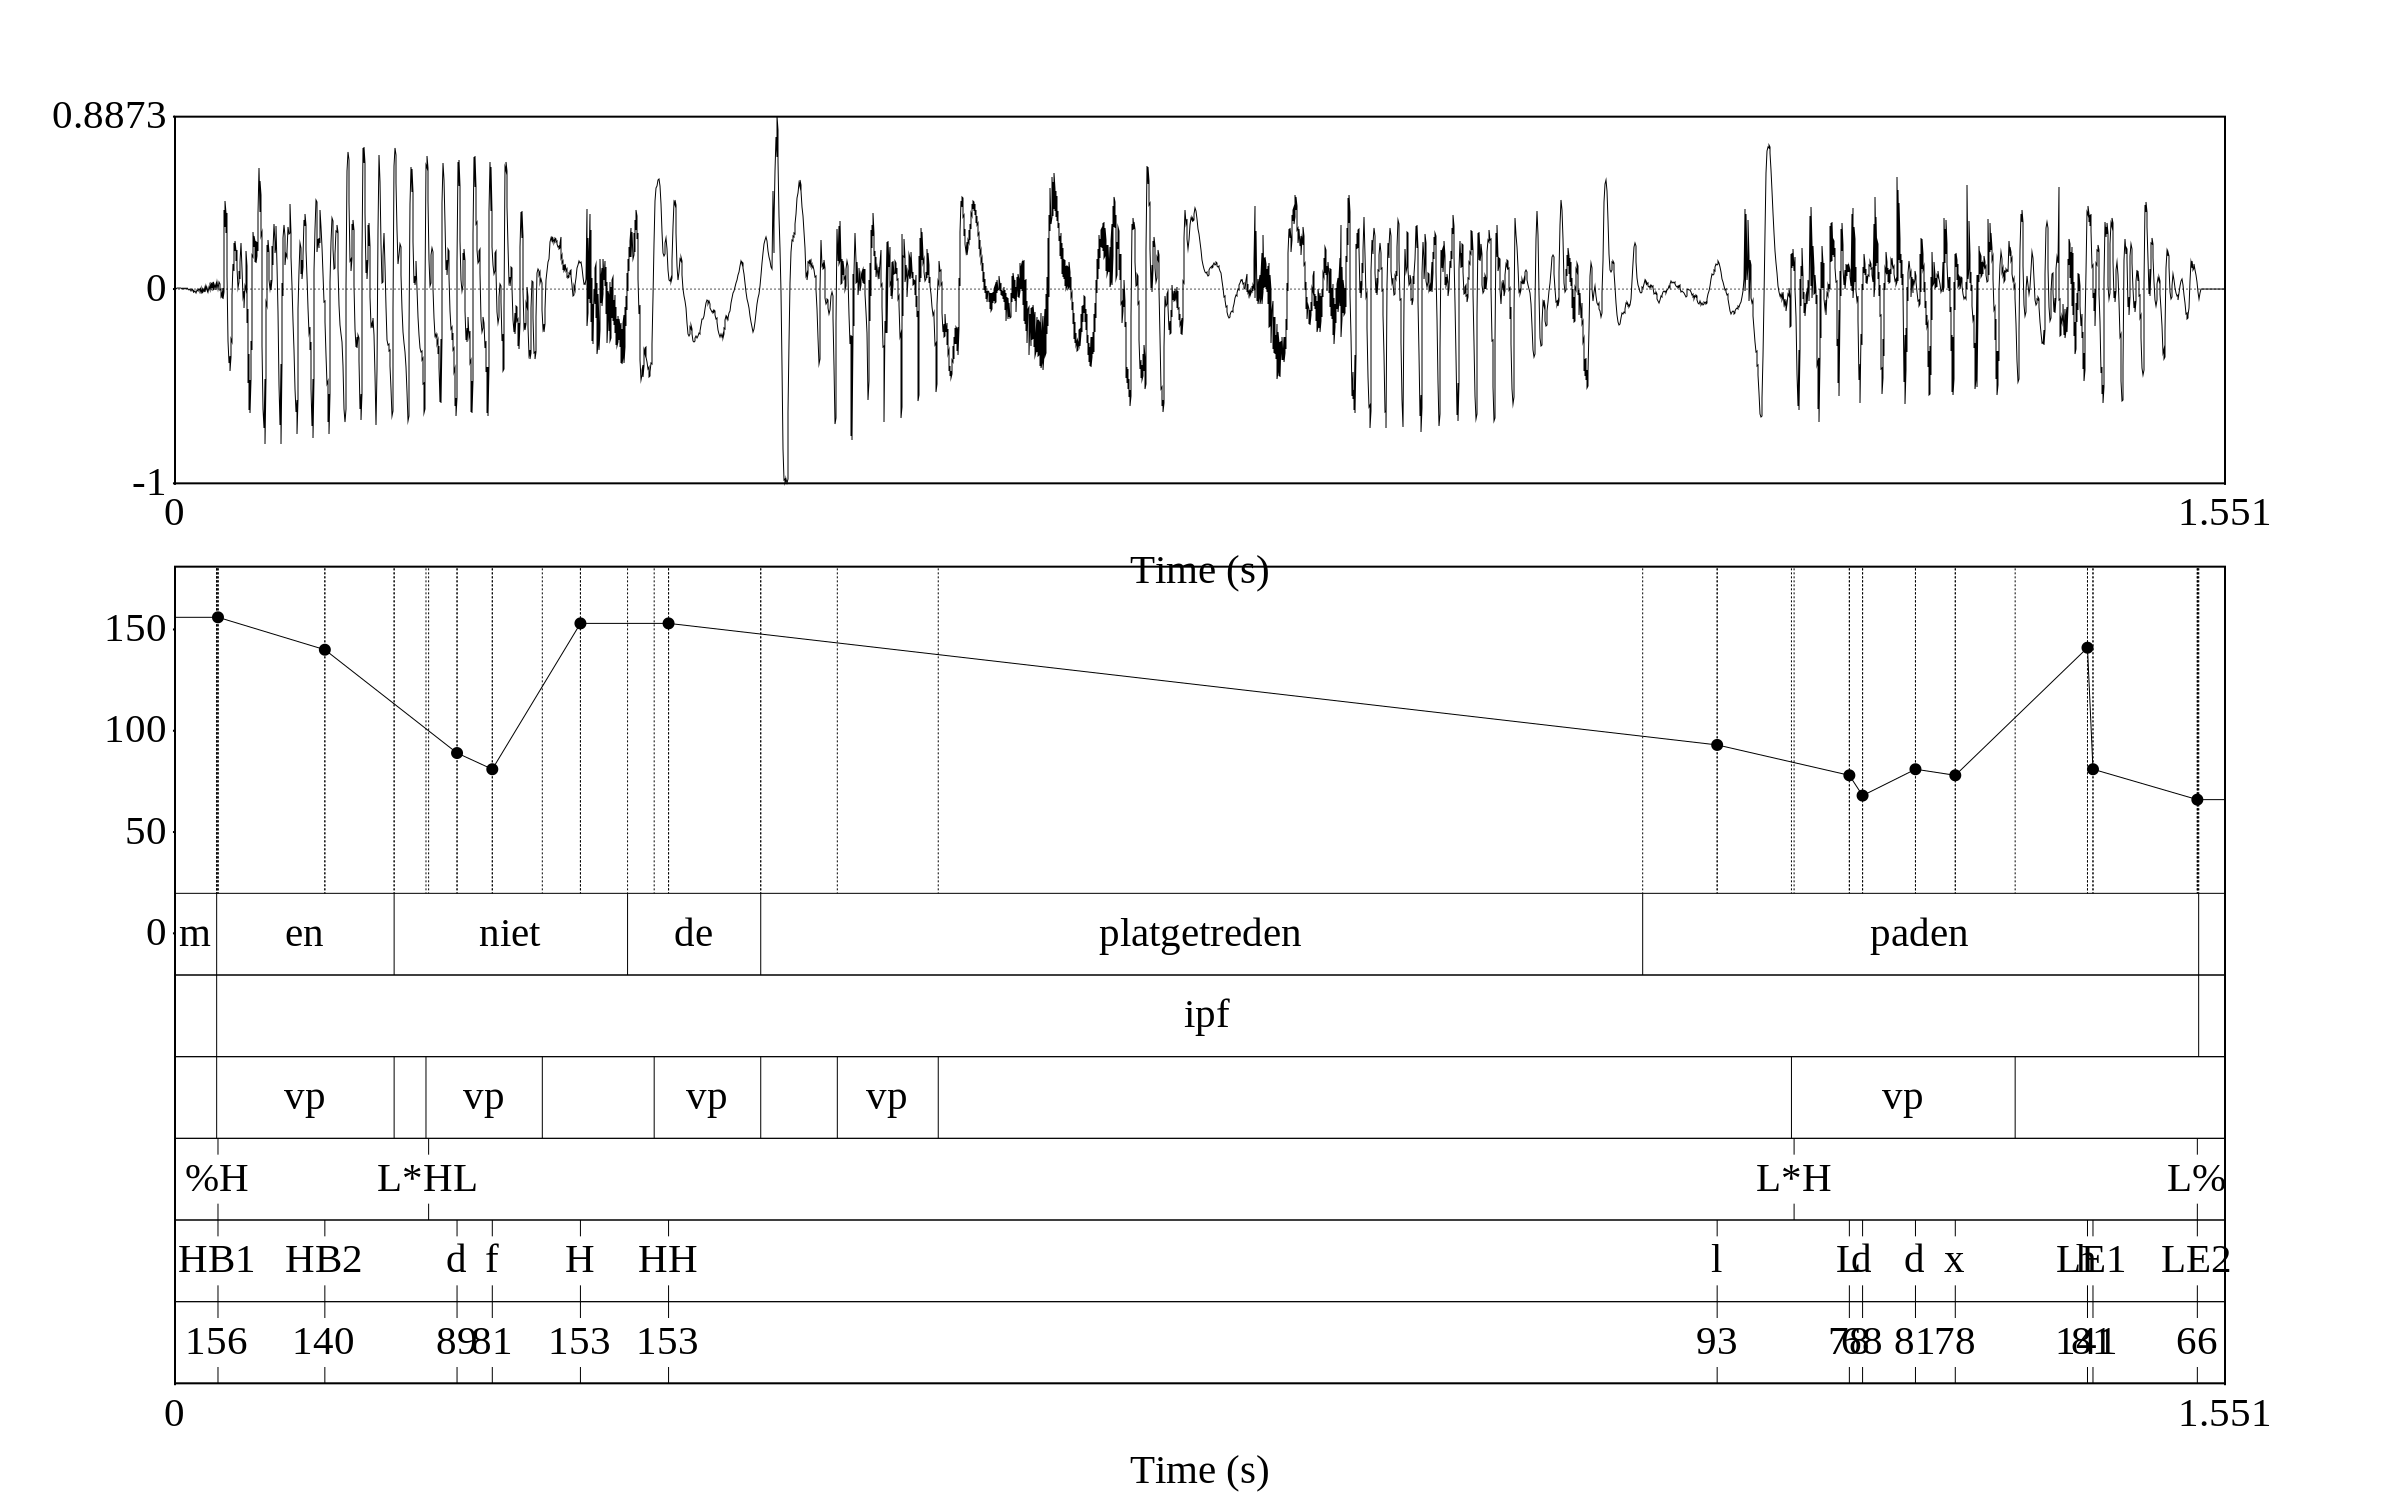 0.8873
0
-1
0 1.551
Time (s)
150
100
50
0
m en niet de platgetreden paden
ipf
vp vp vp vp vp
%H L*HL L*H L%
HB1 HB2 d f H HH l L d d x h LE1 LE2
156 140 89 81 153 153 93 78 68 81 78 141 81 66
0 1.551
Time (s)